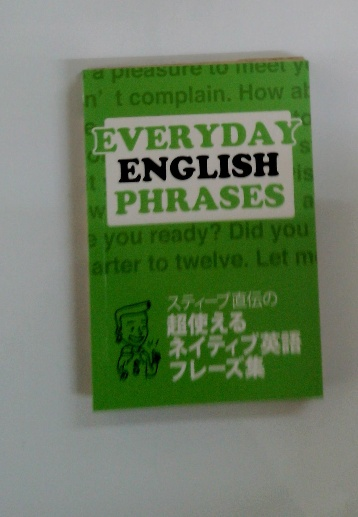 a pleasure to meet y
n't complain. How ab
EVERYDAY
ENGLISH
PHRASES
e you ready? Did you
arter to twelve. Let me
スティーブ直伝の
超使える
ネイティブ英語
フレーズ集